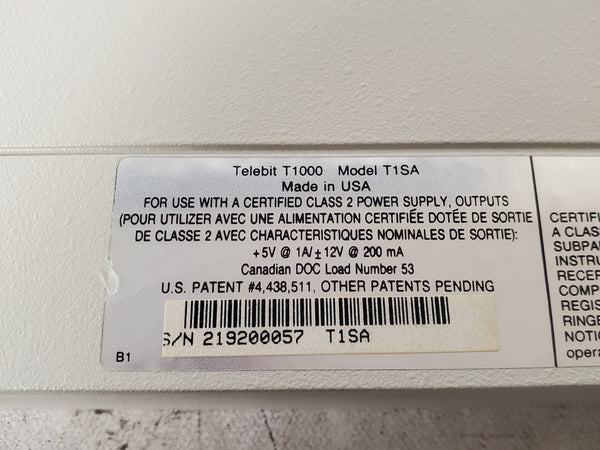 Telebit T1000 Model T1SA
Made in USA
FOR USE WITH A CERTIFIED CLASS 2 POWER SUPPLY, OUTPUTS
(POUR UTILIZER AVEC UNE ALIMENTATION CERTIFIÉE DOTÉE DE SORTIE
DE CLASSE 2 AVEC CHARACTERISTIQUES NOMINALES DE SORTIE):
+5V @ 1A/±12V @ 200 mA
Canadian DOC Load Number 53
U.S. PATENT #4,438,511, OTHER PATENTS PENDING
S/N 219200057 T1SA
B1
CERTIFI
A CLAS
SUBPA
INSTRU
RECEP
COMP
REGIS
RINGE
NOTIC
opera